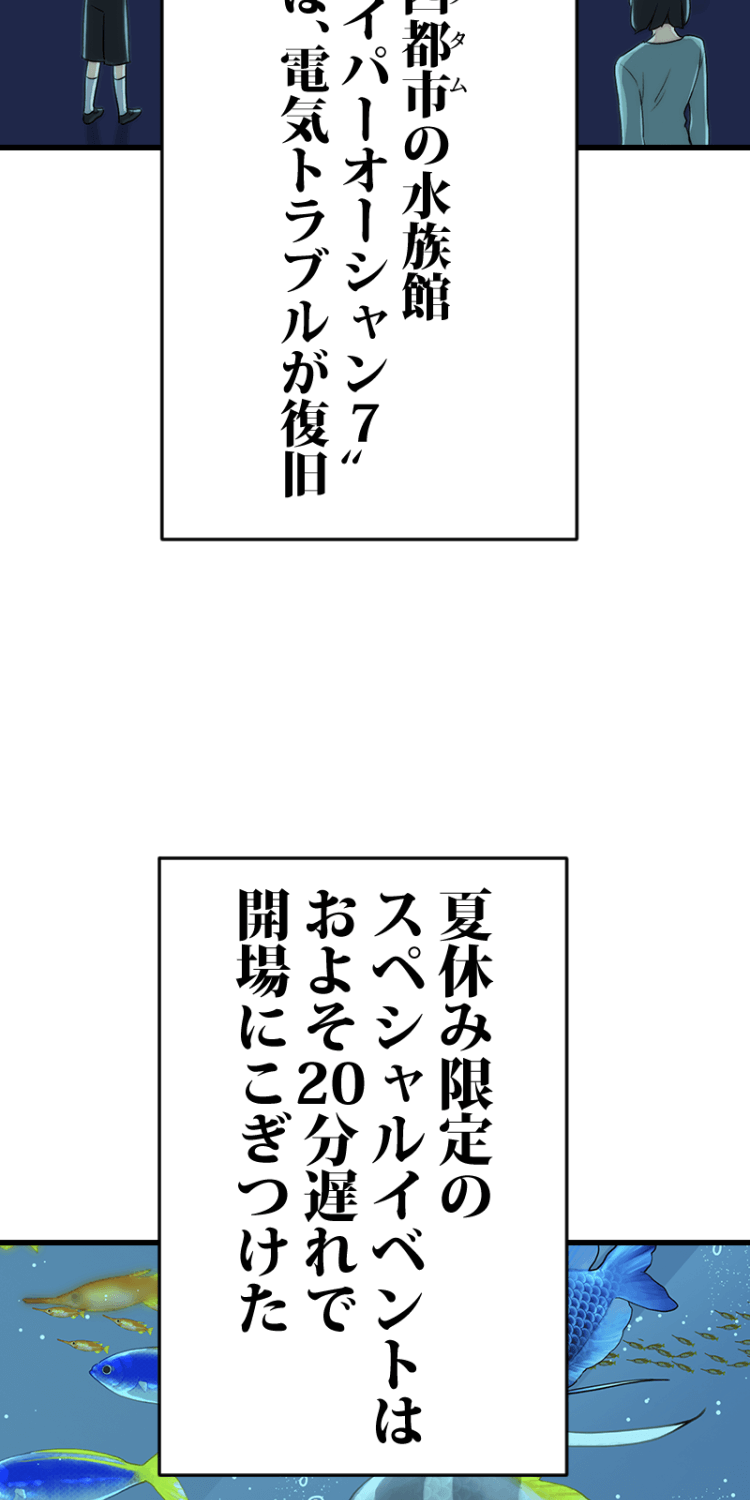 都市の水族館
イパーオーシャン7”
は、電気トラブルが復旧
夏休み限定の
スペシャルイベントは
およそ20分遅れで
開場にこぎつけた